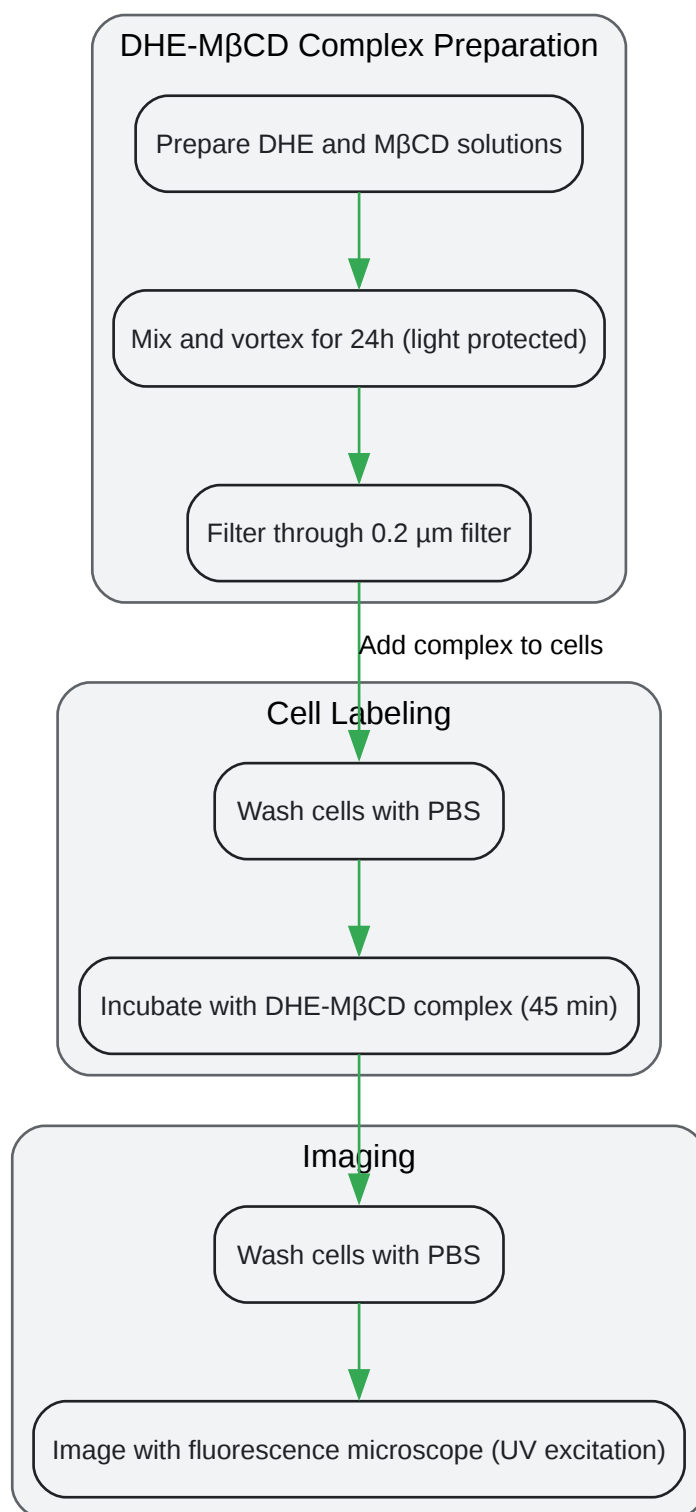 DHE-MβCD Complex Preparation
Prepare DHE and MβCD solutions
Mix and vortex for 24h (light protected)
Filter through 0.2 µm filter
Add complex to cells
Cell Labeling
Wash cells with PBS
Incubate with DHE-MβCD complex (45 min)
Imaging
Wash cells with PBS
Image with fluorescence microscope (UV excitation)